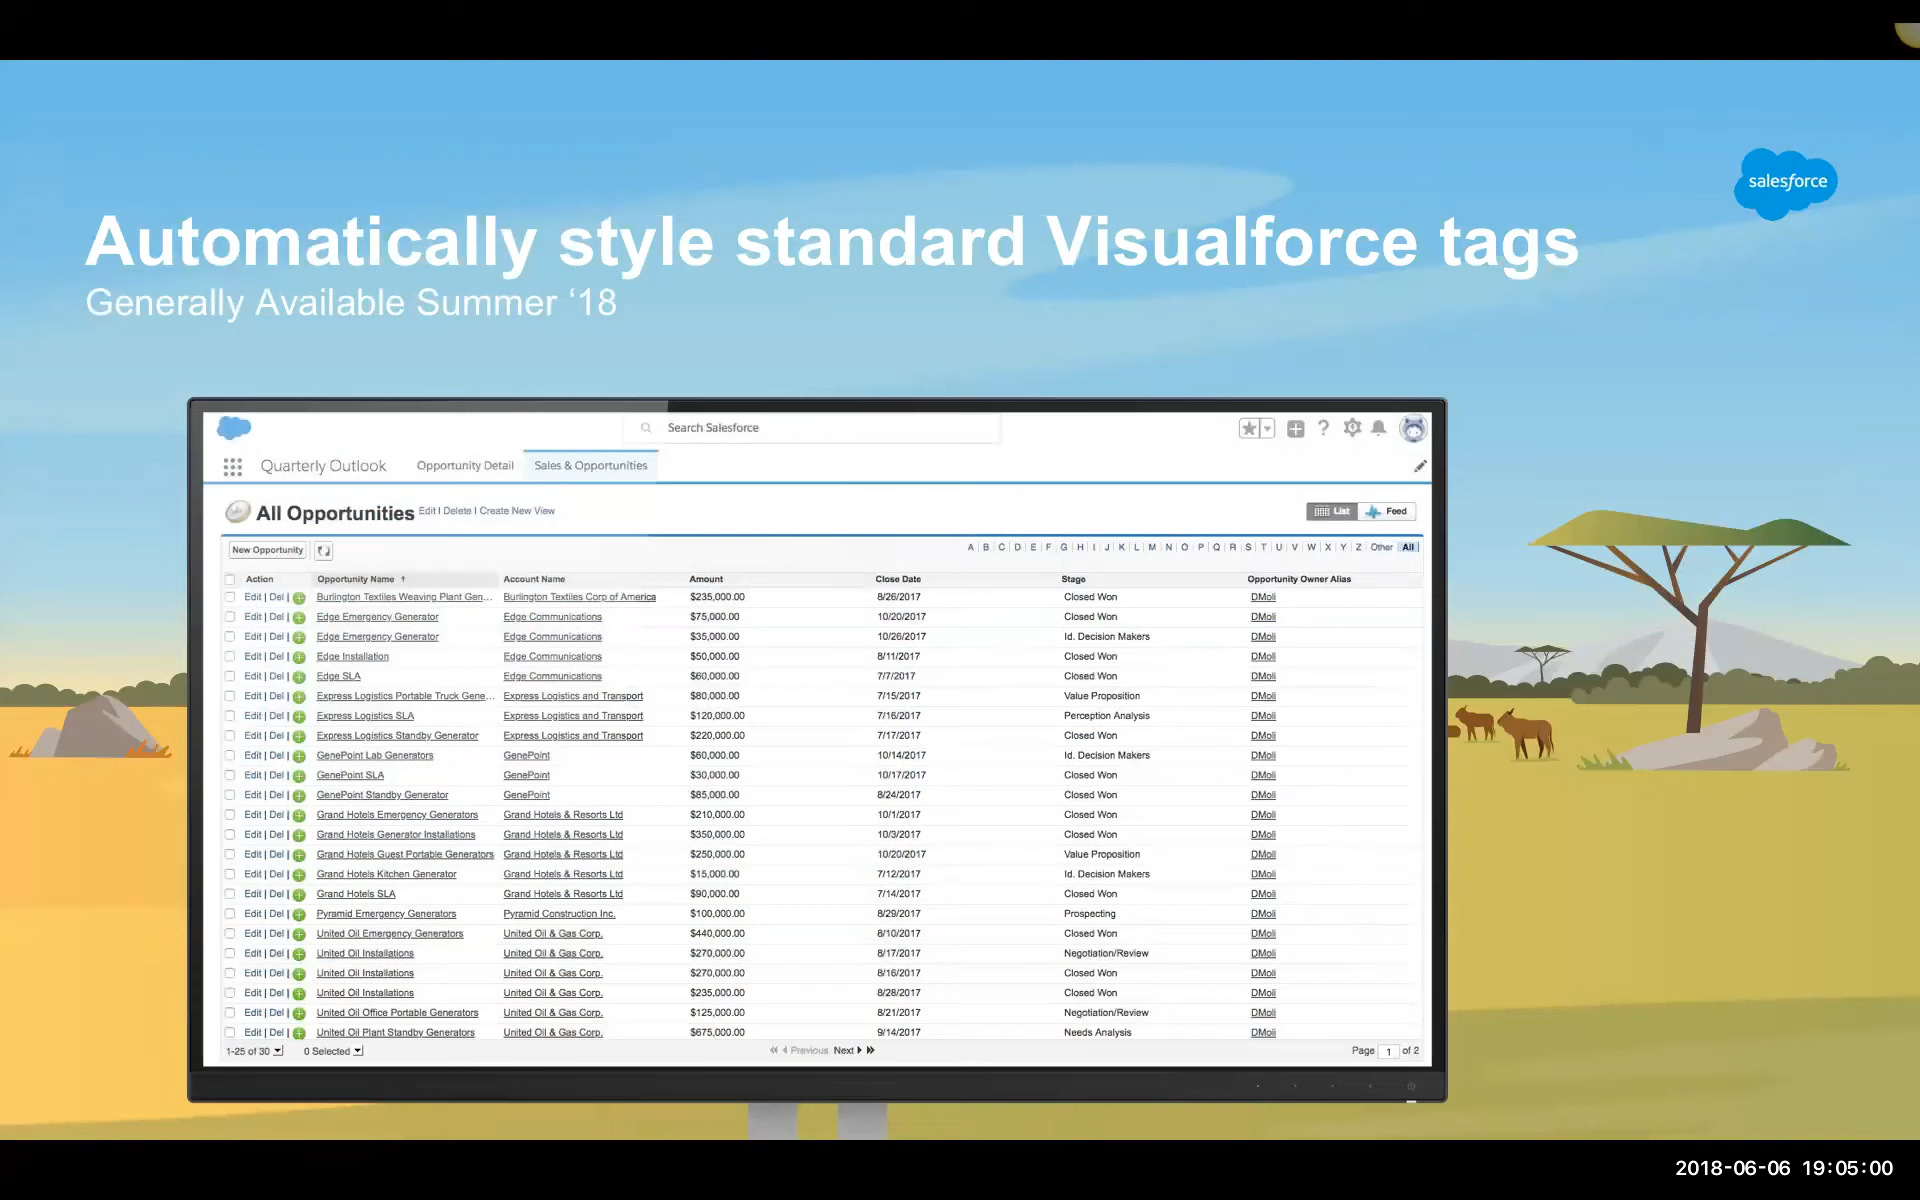 salesforce
Automatically style standard Visualforce tags
Generally Available Summer ‘18
Search Salesforce
Quarterly Outlook Opportunity Detail Sales & Opportunities
All Opportunities Edit | Delete | Create New View List Feed
New Opportunity A | B | C | D | E | F | G | H | I | J | K | L | M | N | O | P | Q | R | S | T | U | V | W | X | Y | Z | Other | All
Action Opportunity Name ↑ Account Name Amount Close Date Stage Opportunity Owner Alias
Edit | Del | Burlington Textiles Weaving Plant Gen... Burlington Textiles Corp of America $235,000.00 8/26/2017 Closed Won DMoli
Edit | Del | Edge Emergency Generator Edge Communications $75,000.00 10/20/2017 Closed Won DMoli
Edit | Del | Edge Emergency Generator Edge Communications $35,000.00 10/26/2017 Id. Decision Makers DMoli
Edit | Del | Edge Installation Edge Communications $50,000.00 8/11/2017 Closed Won DMoli
Edit | Del | Edge SLA Edge Communications $60,000.00 7/7/2017 Closed Won DMoli
Edit | Del | Express Logistics Portable Truck Gene... Express Logistics and Transport $80,000.00 7/15/2017 Value Proposition DMoli
Edit | Del | Express Logistics SLA Express Logistics and Transport $120,000.00 7/16/2017 Perception Analysis DMoli
Edit | Del | Express Logistics Standby Generator Express Logistics and Transport $220,000.00 7/17/2017 Closed Won DMoli
Edit | Del | GenePoint Lab Generators GenePoint $60,000.00 10/14/2017 Id. Decision Makers DMoli
Edit | Del | GenePoint SLA GenePoint $30,000.00 10/17/2017 Closed Won DMoli
Edit | Del | GenePoint Standby Generator GenePoint $85,000.00 8/24/2017 Closed Won DMoli
Edit | Del | Grand Hotels Emergency Generators Grand Hotels & Resorts Ltd $210,000.00 10/1/2017 Closed Won DMoli
Edit | Del | Grand Hotels Generator Installations Grand Hotels & Resorts Ltd $350,000.00 10/3/2017 Closed Won DMoli
Edit | Del | Grand Hotels Guest Portable Generators Grand Hotels & Resorts Ltd $250,000.00 10/20/2017 Value Proposition DMoli
Edit | Del | Grand Hotels Kitchen Generator Grand Hotels & Resorts Ltd $15,000.00 7/12/2017 Id. Decision Makers DMoli
Edit | Del | Grand Hotels SLA Grand Hotels & Resorts Ltd $90,000.00 7/14/2017 Closed Won DMoli
Edit | Del | Pyramid Emergency Generators Pyramid Construction Inc. $100,000.00 8/29/2017 Prospecting DMoli
Edit | Del | United Oil Emergency Generators United Oil & Gas Corp. $440,000.00 8/10/2017 Closed Won DMoli
Edit | Del | United Oil Installations United Oil & Gas Corp. $270,000.00 8/17/2017 Negotiation/Review DMoli
Edit | Del | United Oil Installations United Oil & Gas Corp. $270,000.00 8/16/2017 Closed Won DMoli
Edit | Del | United Oil Installations United Oil & Gas Corp. $235,000.00 8/28/2017 Closed Won DMoli
Edit | Del | United Oil Office Portable Generators United Oil & Gas Corp. $125,000.00 8/21/2017 Negotiation/Review DMoli
Edit | Del | United Oil Plant Standby Generators United Oil & Gas Corp. $675,000.00 9/14/2017 Needs Analysis DMoli
1-25 of 30 0 Selected Previous Next Page 1 of 2
2018-06-06 19:05:00